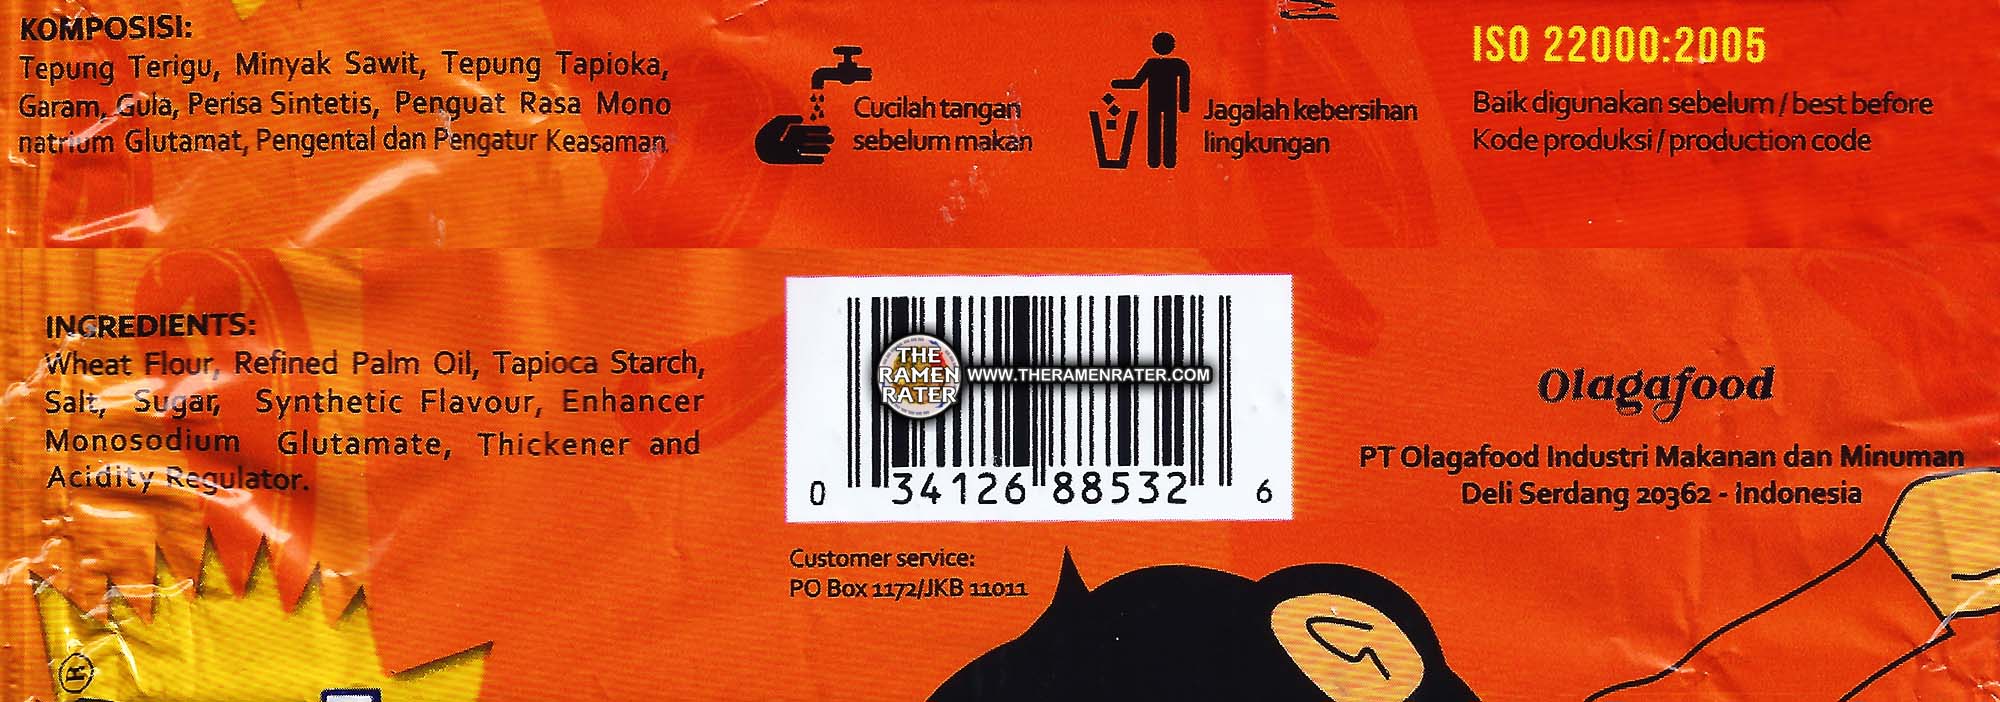 KOMPOSISI:
Tepung Terigu, Minyak Sawit, Tepung Tapioka,
Garam, Gula, Perisa Sintetis, Penguat Rasa Mono
natrium Glutamat, Pengental dan Pengatur Keasaman.
Cucilah tangan
sebelum makan
Jagalah kebersihan
lingkungan
ISO 22000:2005
Baik digunakan sebelum / best before
Kode produksi / production code
INGREDIENTS:
Wheat Flour, Refined Palm Oil, Tapioca Starch,
Salt, Sugar, Synthetic Flavour, Enhancer
Monosodium Glutamate, Thickener and
Acidity Regulator.
THE
RAMEN
RATER
WWW.THERAMENRATER.COM
0 34126 88532 6
Customer service:
PO Box 1172/JKB 11011
Olagafood
PT Olagafood Industri Makanan dan Minuman
Deli Serdang 20362 - Indonesia
®